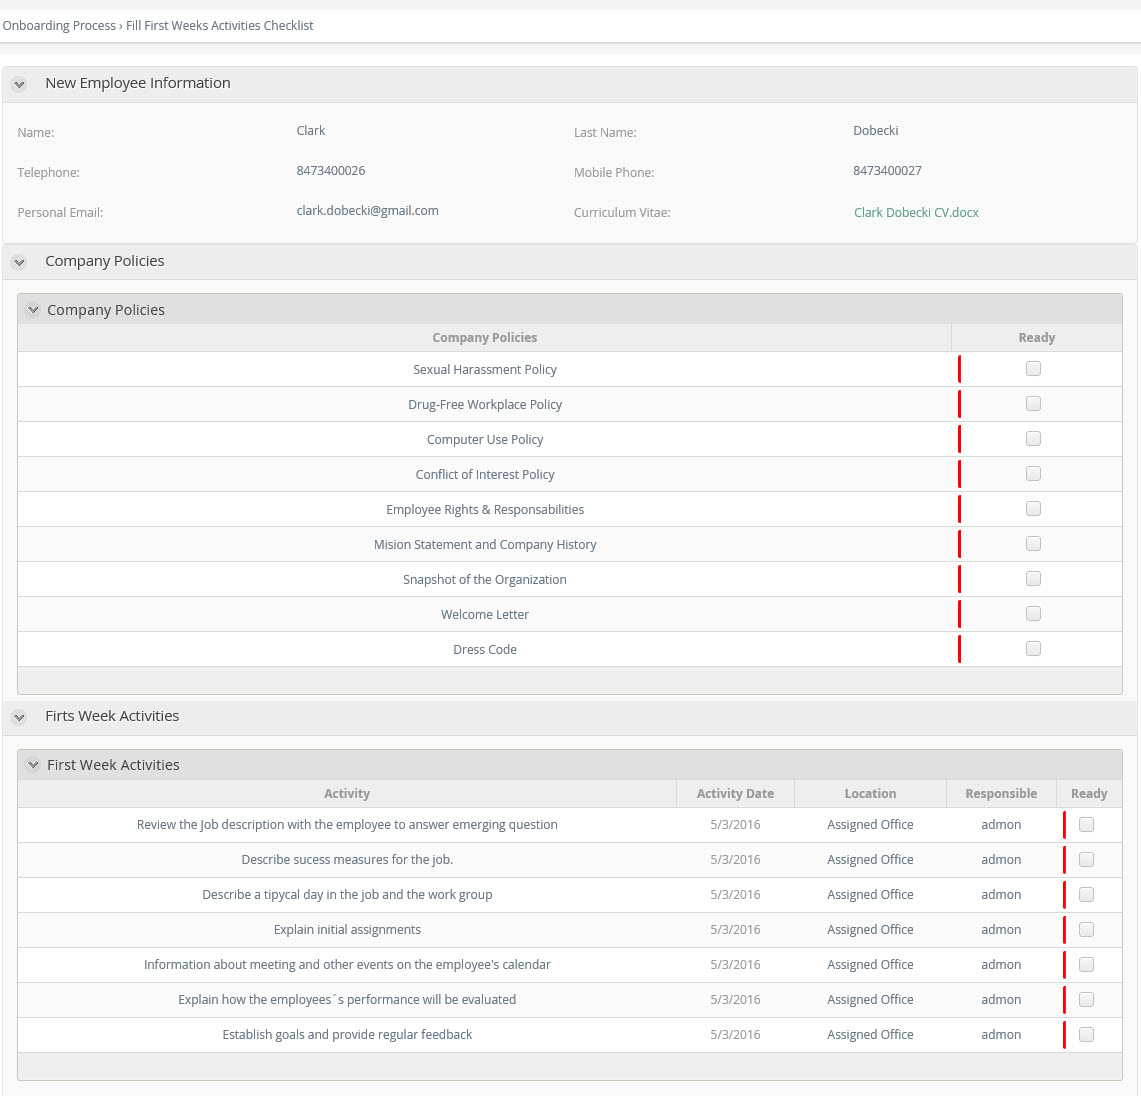 Onboarding Process › Fill First Weeks Activities Checklist
New Employee Information
Name: Clark Last Name: Dobecki
Telephone: 8473400026 Mobile Phone: 8473400027
Personal Email: clark.dobecki@gmail.com Curriculum Vitae: Clark Dobecki CV.docx
Company Policies
Company Policies
Company Policies Ready
Sexual Harassment Policy
Drug-Free Workplace Policy
Computer Use Policy
Conflict of Interest Policy
Employee Rights & Responsabilities
Mision Statement and Company History
Snapshot of the Organization
Welcome Letter
Dress Code
Firts Week Activities
First Week Activities
Activity Activity Date Location Responsible Ready
Review the Job description with the employee to answer emerging question 5/3/2016 Assigned Office admon
Describe sucess measures for the job. 5/3/2016 Assigned Office admon
Describe a tipycal day in the job and the work group 5/3/2016 Assigned Office admon
Explain initial assignments 5/3/2016 Assigned Office admon
Information about meeting and other events on the employee's calendar 5/3/2016 Assigned Office admon
Explain how the employees´s performance will be evaluated 5/3/2016 Assigned Office admon
Establish goals and provide regular feedback 5/3/2016 Assigned Office admon